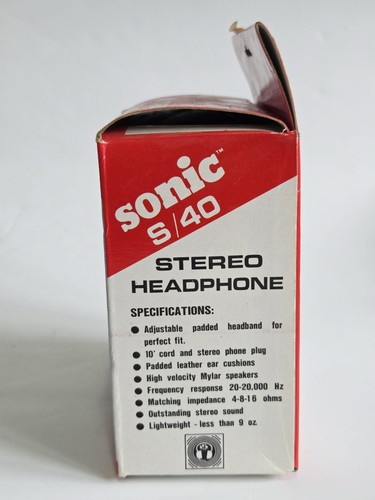 sonic™
S/40
STEREO
HEADPHONE
SPECIFICATIONS:
● Adjustable padded headband for
perfect fit.
● 10' cord and stereo phone plug
● Padded leather ear cushions
● High velocity Mylar speakers
● Frequency response 20-20,000 Hz
● Matching impedance 4-8-16 ohms
● Outstanding stereo sound
● Lightweight - less than 9 oz.